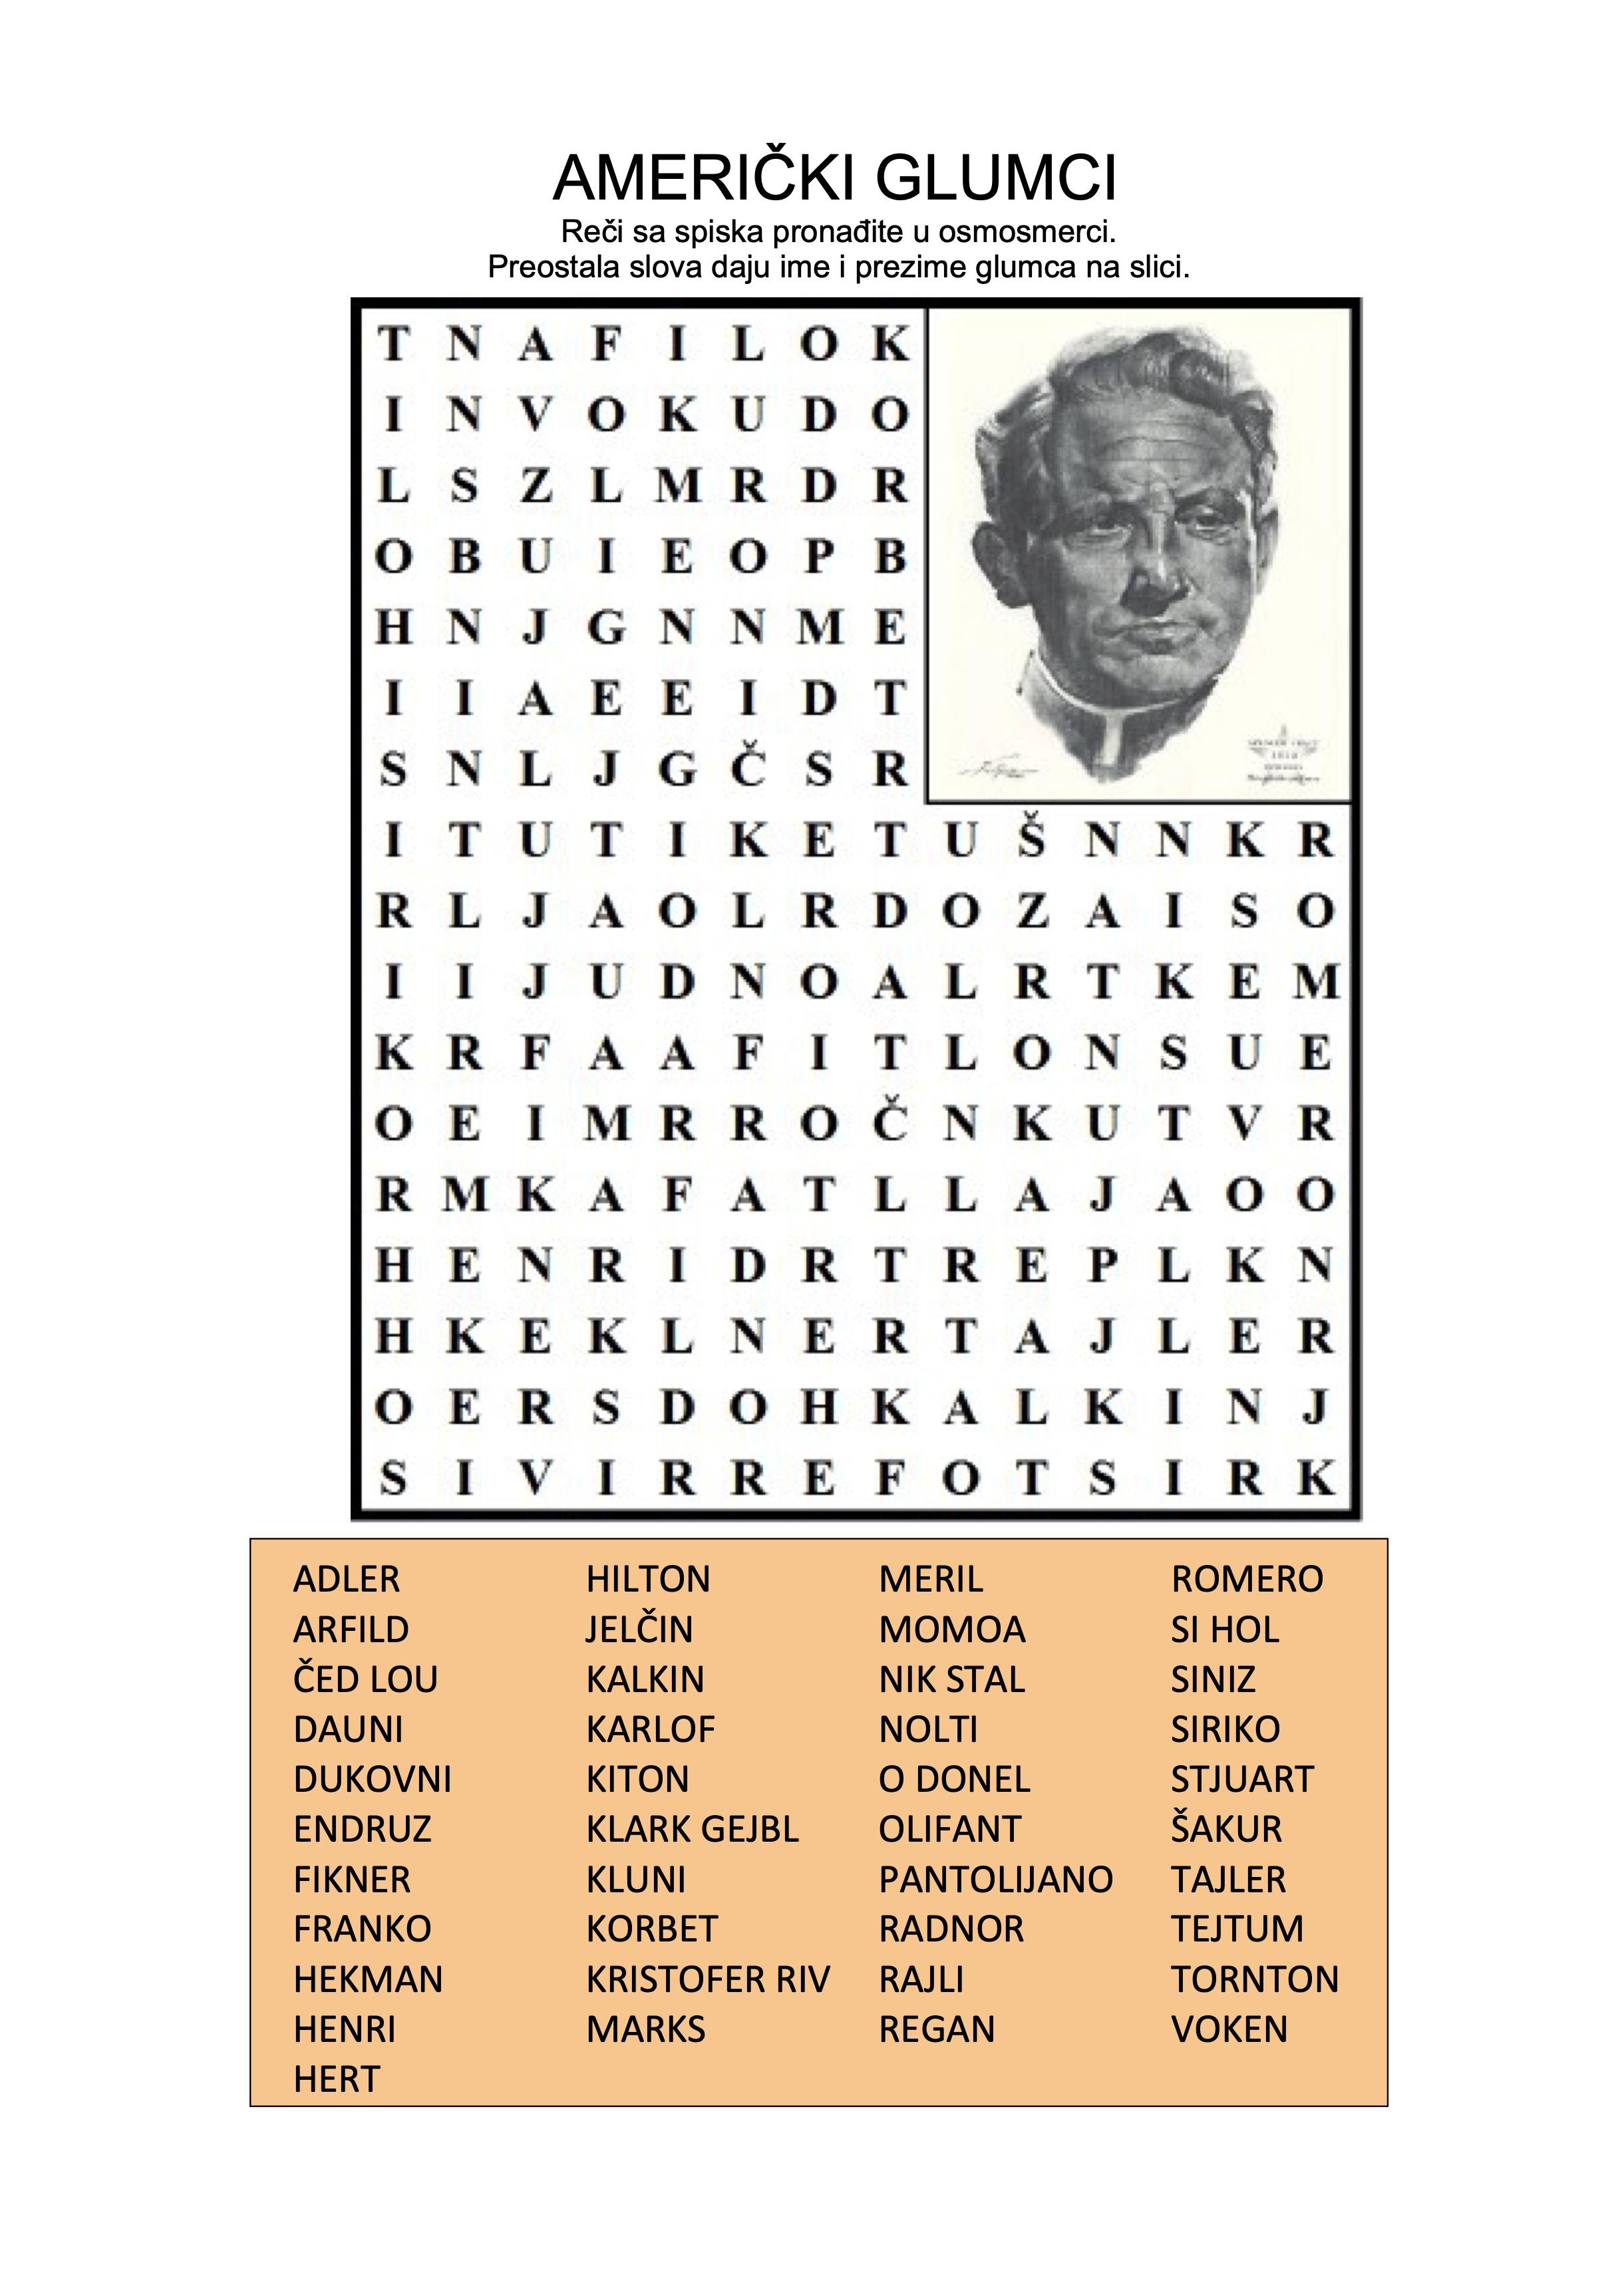 AMERIČKI GLUMCI
Reči sa spiska pronađite u osmosmerci.
Preostala slova daju ime i prezime glumca na slici.
T N A F I L O K
I N V O K U D O
L S Z L M R D R
O B U I E O P B
H N J G N N M E
I I A E E I D T
S N L J G Č S R
I T U T I K E T U Š N N K R
R L J A O L R D O Z A I S O
I I J U D N O A L R T K E M
K R F A A F I T L O N S U E
O E I M R R O Č N K U T V R
R M K A F A T L L A J A O O
H E N R I D R T R E P L K N
H K E K L N E R T A J L E R
O E R S D O H K A L K I N J
S I V I R R E F O T S I R K
ADLER HILTON MERIL ROMERO
ARFILD JELČIN MOMOA SI HOL
ČED LOU KALKIN NIK STAL SINIZ
DAUNI KARLOF NOLTI SIRIKO
DUKOVNI KITON O DONEL STJUART
ENDRUZ KLARK GEJBL OLIFANT ŠAKUR
FIKNER KLUNI PANTOLIJANO TAJLER
FRANKO KORBET RADNOR TEJTUM
HEKMAN KRISTOFER RIV RAJLI TORNTON
HENRI MARKS REGAN VOKEN
HERT